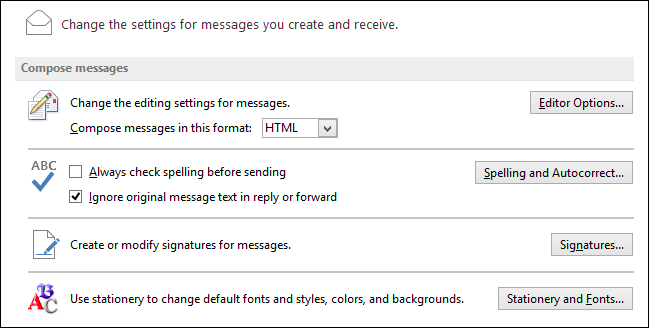 Change the settings for messages you create and receive.
Compose messages
Change the editing settings for messages.
Editor Options...
Compose messages in this format: HTML
ABC
Always check spelling before sending
Spelling and Autocorrect...
Ignore original message text in reply or forward
Create or modify signatures for messages.
Signatures...
ABC
Use stationery to change default fonts and styles, colors, and backgrounds.
Stationery and Fonts...